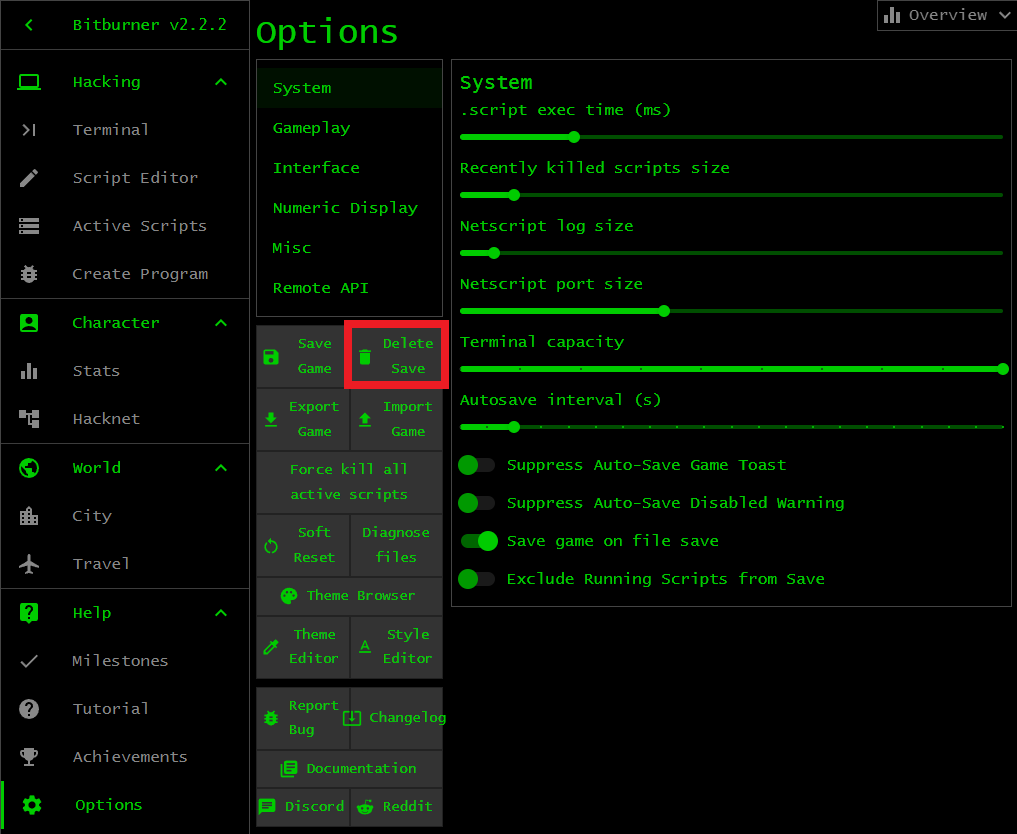 Bitburner v2.2.2
Hacking
Terminal
Script Editor
Active Scripts
Create Program
Character
Stats
Hacknet
World
City
Travel
Help
Milestones
Tutorial
Achievements
Options
Options
Overview
System
Gameplay
Interface
Numeric Display
Misc
Remote API
Save
Game
Delete
Save
Export
Game
Import
Game
Force kill all
active scripts
Soft
Reset
Diagnose
files
Theme Browser
Theme
Editor
Style
Editor
Report
Bug
Changelog
Documentation
Discord
Reddit
System
.script exec time (ms)
Recently killed scripts size
Netscript log size
Netscript port size
Terminal capacity
Autosave interval (s)
Suppress Auto-Save Game Toast
Suppress Auto-Save Disabled Warning
Save game on file save
Exclude Running Scripts from Save